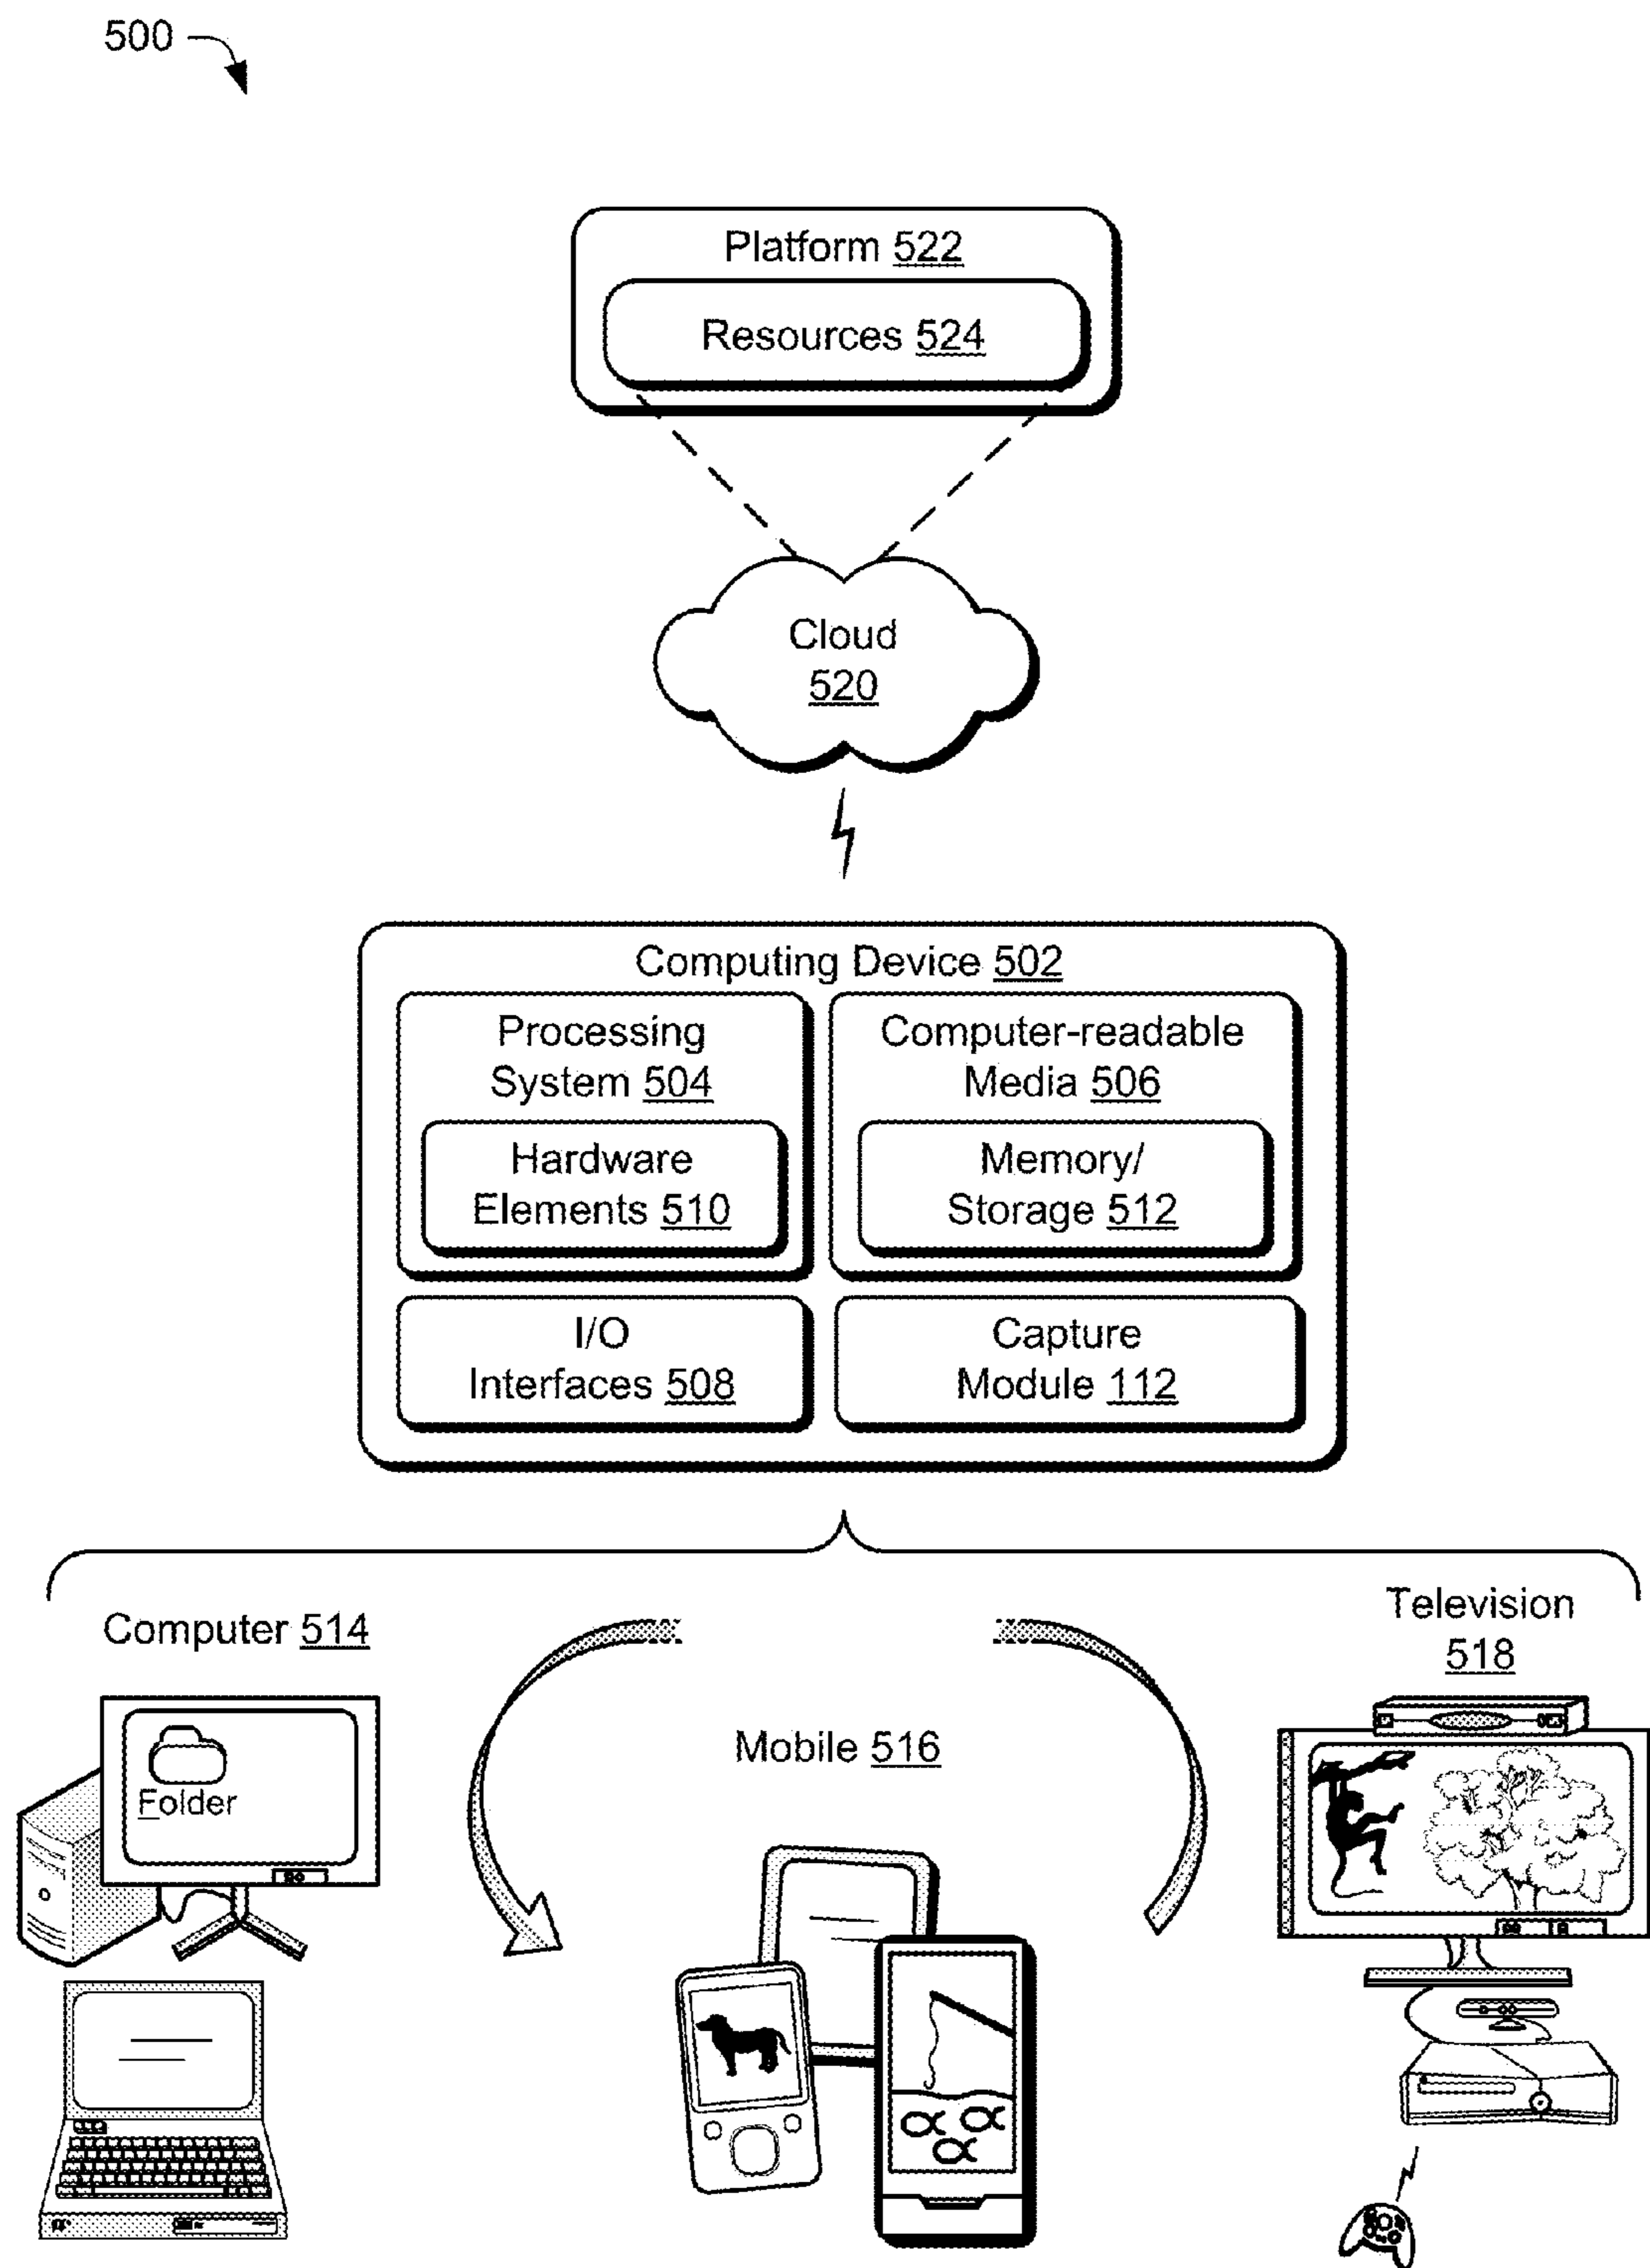 500
Platform 522
Resources 524
Cloud
520
Computing Device 502
Processing
System 504
Hardware
Elements 510
Computer-readable
Media 506
Memory/
Storage 512
I/O
Interfaces 508
Capture
Module 112
Computer 514
Folder
Mobile 516
Television
518